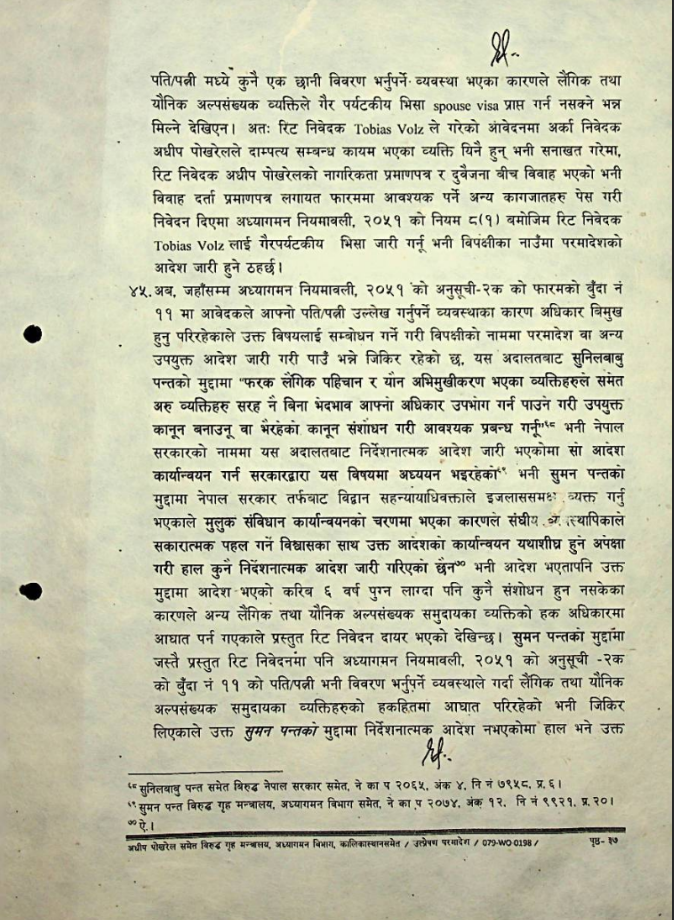 पति/पत्नी मध्ये कुनै एक छानी विवरण भर्नुपर्ने व्यवस्था भएका कारणले लैंगिक तथा
यौनिक अल्पसंख्यक व्यक्तिले गैर पर्यटकीय भिसा spouse visa प्राप्त गर्न नसक्ने भन्न
मिल्ने देखिएन। अतः रिट निवेदक Tobias Volz ले गरेको आवेदनमा अर्का निवेदक
अधीप पोखरेलले दाम्पत्य सम्बन्ध कायम भएका व्यक्ति यिनै हुन् भनी सनाखत गरेमा,
रिट निवेदक अधीप पोखरेलको नागरिकता प्रमाणपत्र र दुवैजना बीच विवाह भएको भनी
विवाह दर्ता प्रमाणपत्र लगायत फारममा आवश्यक पर्ने अन्य कागजातहरु पेस गरी
निवेदन दिएमा अध्यागमन नियमावली, २०५१ को नियम ८(१) बमोजिम रिट निवेदक
Tobias Volz लाई गैरपर्यटकीय भिसा जारी गर्नू भनी विपक्षीका नाउँमा परमादेशको
आदेश जारी हुने ठहर्छ।
४५. अब, जहाँसम्म अध्यागमन नियमावली, २०५१ को अनुसूची-२क को फारमको बुँदा नं
११ मा आवेदकले आफ्नो पति/पत्नी उल्लेख गर्नुपर्ने व्यवस्थाका कारण अधिकार बिमुख
हुनु परिरहेकाले उक्त विषयलाई सम्बोधन गर्ने गरी विपक्षीको नाममा परमादेश वा अन्य
उपयुक्त आदेश जारी गरी पाउँ भन्ने जिकिर रहेको छ, यस अदालतबाट सुनिलबाबु
पन्तको मुद्दामा "फरक लैंगिक पहिचान र यौन अभिमुखीकरण भएका व्यक्तिहरुले समेत
अरु व्यक्तिहरु सरह नै बिना भेदभाव आफ्ना अधिकार उपभोग गर्न पाउने गरी उपयुक्त
कानून बनाउनू वा भैरहेको कानून संशोधन गरी आवश्यक प्रबन्ध गर्नू"⁶⁸ भनी नेपाल
सरकारको नाममा यस अदालतबाट निर्देशनात्मक आदेश जारी भएकोमा सो आदेश
कार्यान्वयन गर्न सरकारद्वारा यस विषयमा अध्ययन भइरहेको⁶⁹ भनी सुमन पन्तको
मुद्दामा नेपाल सरकार तर्फबाट विद्वान सहन्यायाधिवक्ताले इजलाससमक्ष व्यक्त गर्नु
भएकाले मुलुक संविधान कार्यान्वयनको चरणमा भएका कारणले संघीय
सकारात्मक पहल गर्ने विश्वासका साथ उक्त आदेशको कार्यान्वयन यथाशीघ्र हुने अपेक्षा
गरी हाल कुनै निर्देशनात्मक आदेश जारी गरिएको छैन⁷⁰ भनी आदेश भएतापनि उक्त
मुद्दामा आदेश भएको करिब ६ वर्ष पुग्न लाग्दा पनि कुनै संशोधन हुन नसकेका
कारणले अन्य लैंगिक तथा यौनिक अल्पसंख्यक समुदायका व्यक्तिको हक अधिकारमा
आघात पर्न गएकाले प्रस्तुत रिट निवेदन दायर भएको देखिन्छ। सुमन पन्तको मुद्दामा
जस्तै प्रस्तुत रिट निवेदनमा पनि अध्यागमन नियमावली, २०५१ को अनुसूची -२क
को बुँदा नं ११ को पति/पत्नी भनी विवरण भर्नुपर्ने व्यवस्थाले गर्दा लैंगिक तथा यौनिक
अल्पसंख्यक समुदायका व्यक्तिहरुको हकहितमा आघात परिरहेको भनी जिकिर
लिएकाले उक्त सुमन पन्तको मुद्दामा निर्देशनात्मक आदेश नभएकोमा हाल भने उक्त
⁶⁸ सुनिलबाबु पन्त समेत बिरुद्ध नेपाल सरकार समेत, ने का प २०६५, अंक ४, नि नं ७९५८, प्र. ६।
⁶⁹ सुमन पन्त बिरुद्ध गृह मन्त्रालय, अध्यागमन विभाग समेत, ने का.प २०७४, अंक १२, नि नं ९९२१, प्र. २०।
⁷⁰ ऐ.।
अधीप पोखरेल समेत बिरुद्ध गृह मन्त्रालय, अध्यागमन विभाग, कालिकास्थानसमेत / उत्प्रेषण परमादेश / 079-WO-0198 / पृष्ठ- ३७